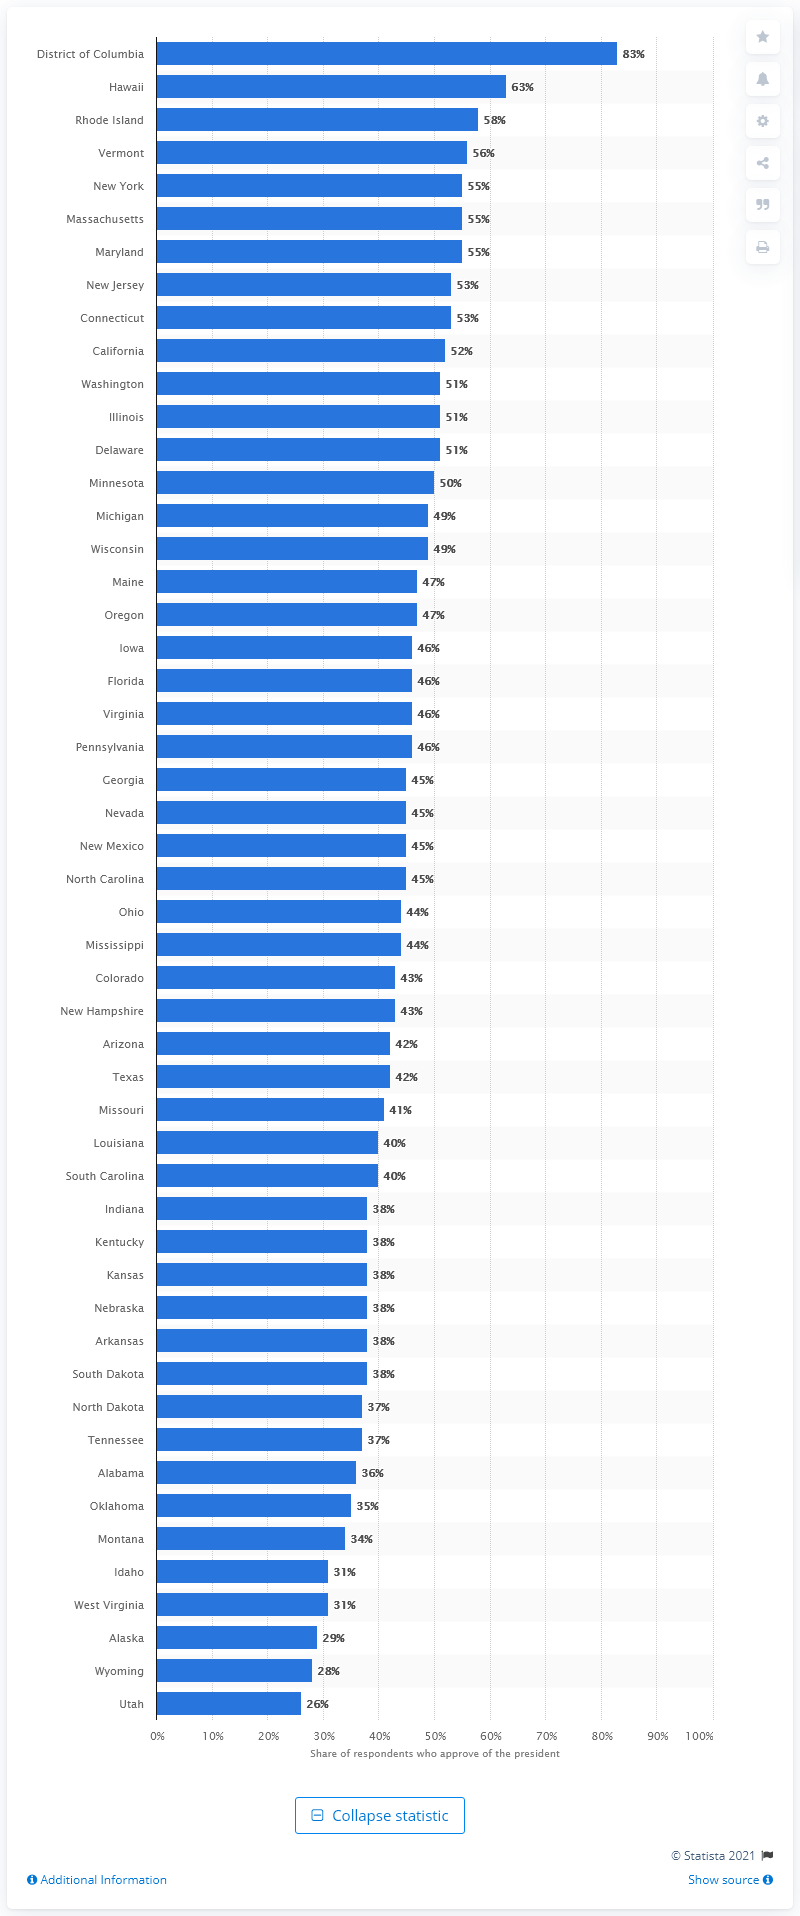 District of Columbia 83%
Hawaii 63%
Rhode Island 58%
Vermont 56%
New York 55%
Massachusetts 55%
Maryland 55%
New Jersey 53%
Connecticut 53%
California 52%
Washington 51%
Illinois 51%
Delaware 51%
Minnesota 50%
Michigan 49%
Wisconsin 49%
Maine 47%
Oregon 47%
Iowa 46%
Florida 46%
Virginia 46%
Pennsylvania 46%
Georgia 45%
Nevada 45%
New Mexico 45%
North Carolina 45%
Ohio 44%
Mississippi 44%
Colorado 43%
New Hampshire 43%
Arizona 42%
Texas 42%
Missouri 41%
Louisiana 40%
South Carolina 40%
Indiana 38%
Kentucky 38%
Kansas 38%
Nebraska 38%
Arkansas 38%
South Dakota 38%
North Dakota 37%
Tennessee 37%
Alabama 36%
Oklahoma 35%
Montana 34%
Idaho 31%
West Virginia 31%
Alaska 29%
Wyoming 28%
Utah 26%
0% 10% 20% 30% 40% 50% 60% 70% 80% 90% 100%
Share of respondents who approve of the president
Collapse statistic
© Statista 2021
Additional Information Show source